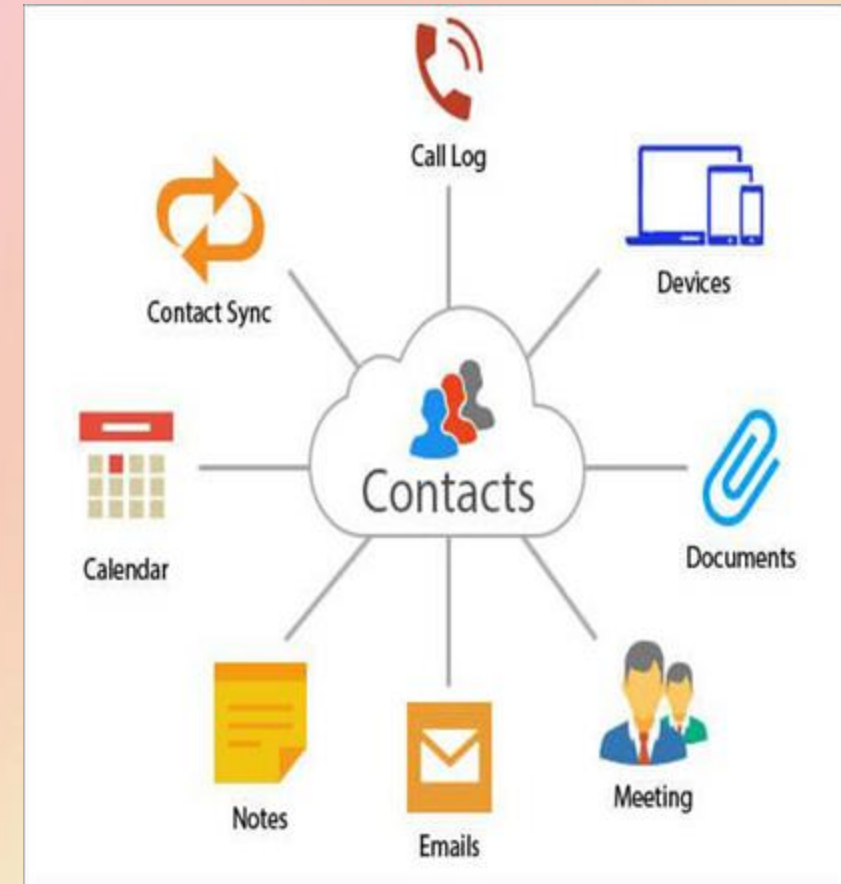 Call Log
Devices
Contact Sync
Contacts
Calendar
Documents
Notes
Emails
Meeting